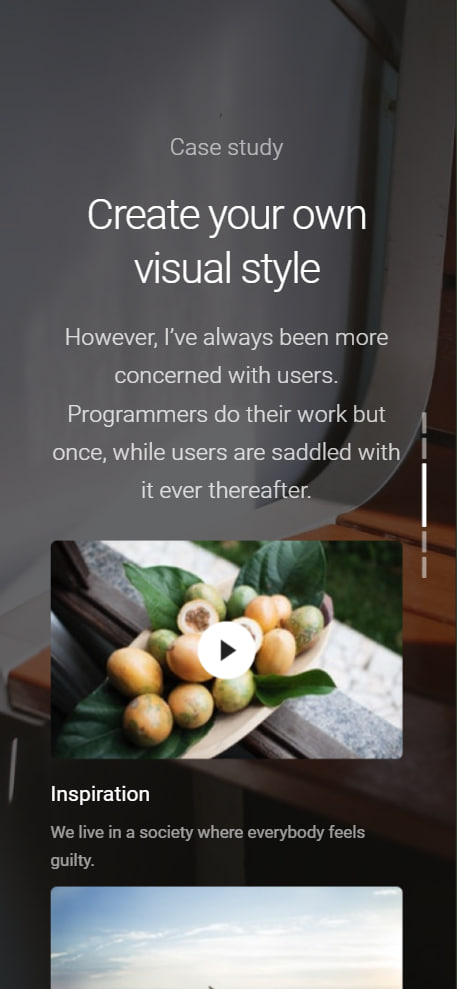 Case study
Create your own
visual style
However, I’ve always been more
concerned with users.
Programmers do their work but
once, while users are saddled with
it ever thereafter.
Inspiration
We live in a society where everybody feels
guilty.